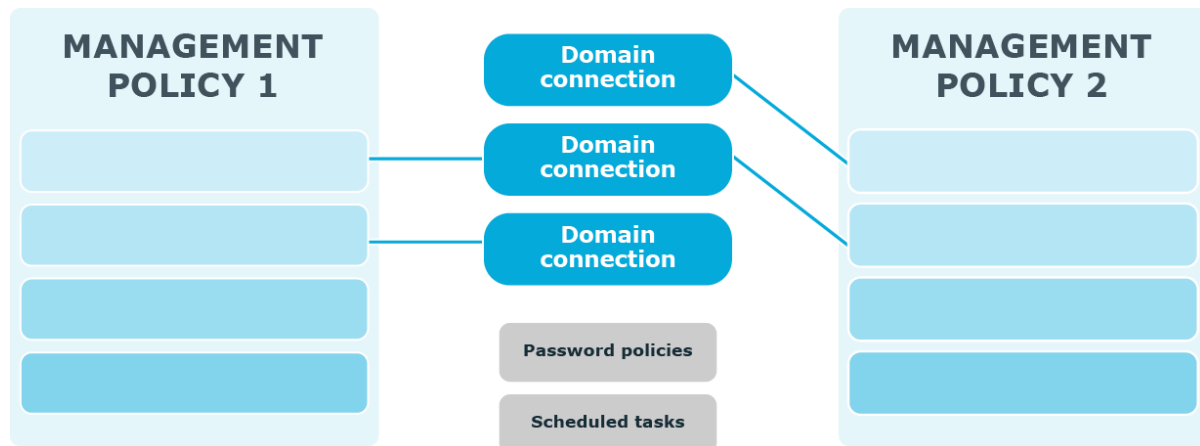 MANAGEMENT
POLICY 1
Domain
connection
Domain
connection
Domain
connection
Password policies
Scheduled tasks
MANAGEMENT
POLICY 2